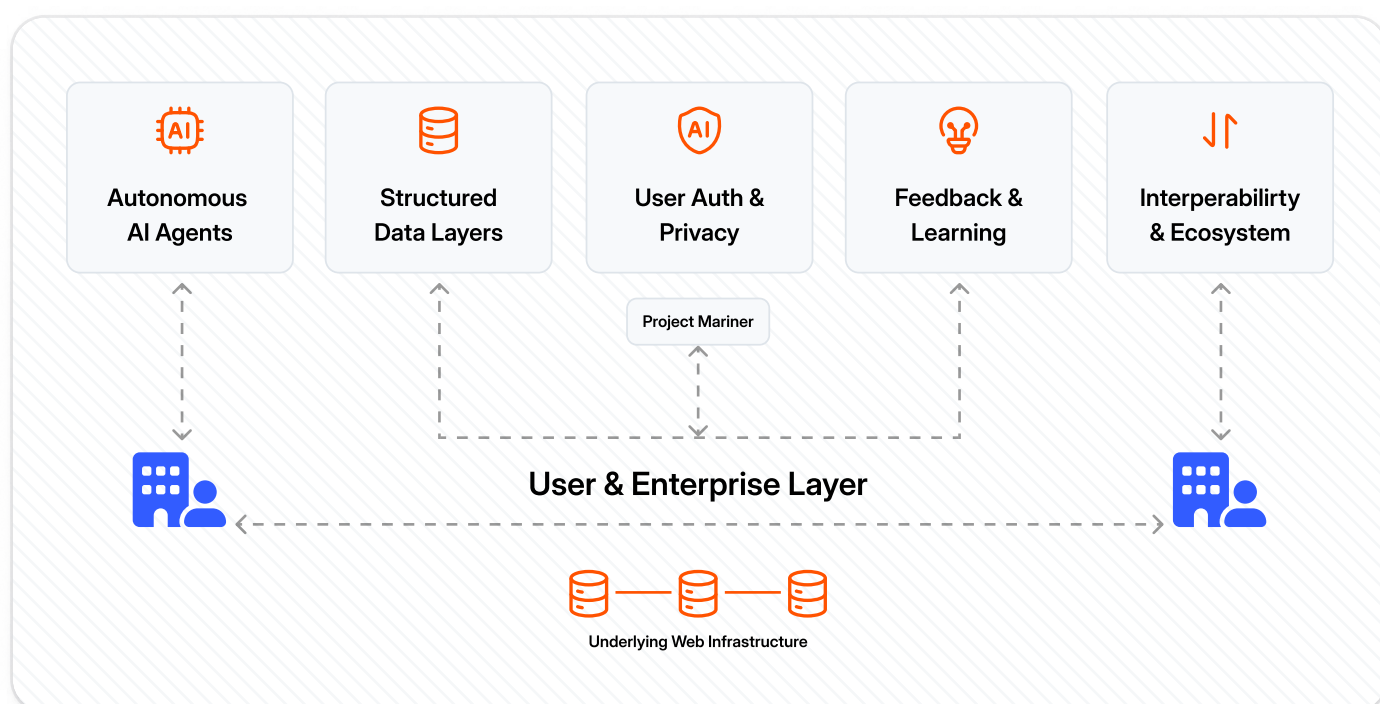 AI
Autonomous
AI Agents
Structured
Data Layers
AI
User Auth &
Privacy
Feedback &
Learning
Interperabilirty
& Ecosystem
Project Mariner
User & Enterprise Layer
Underlying Web Infrastructure